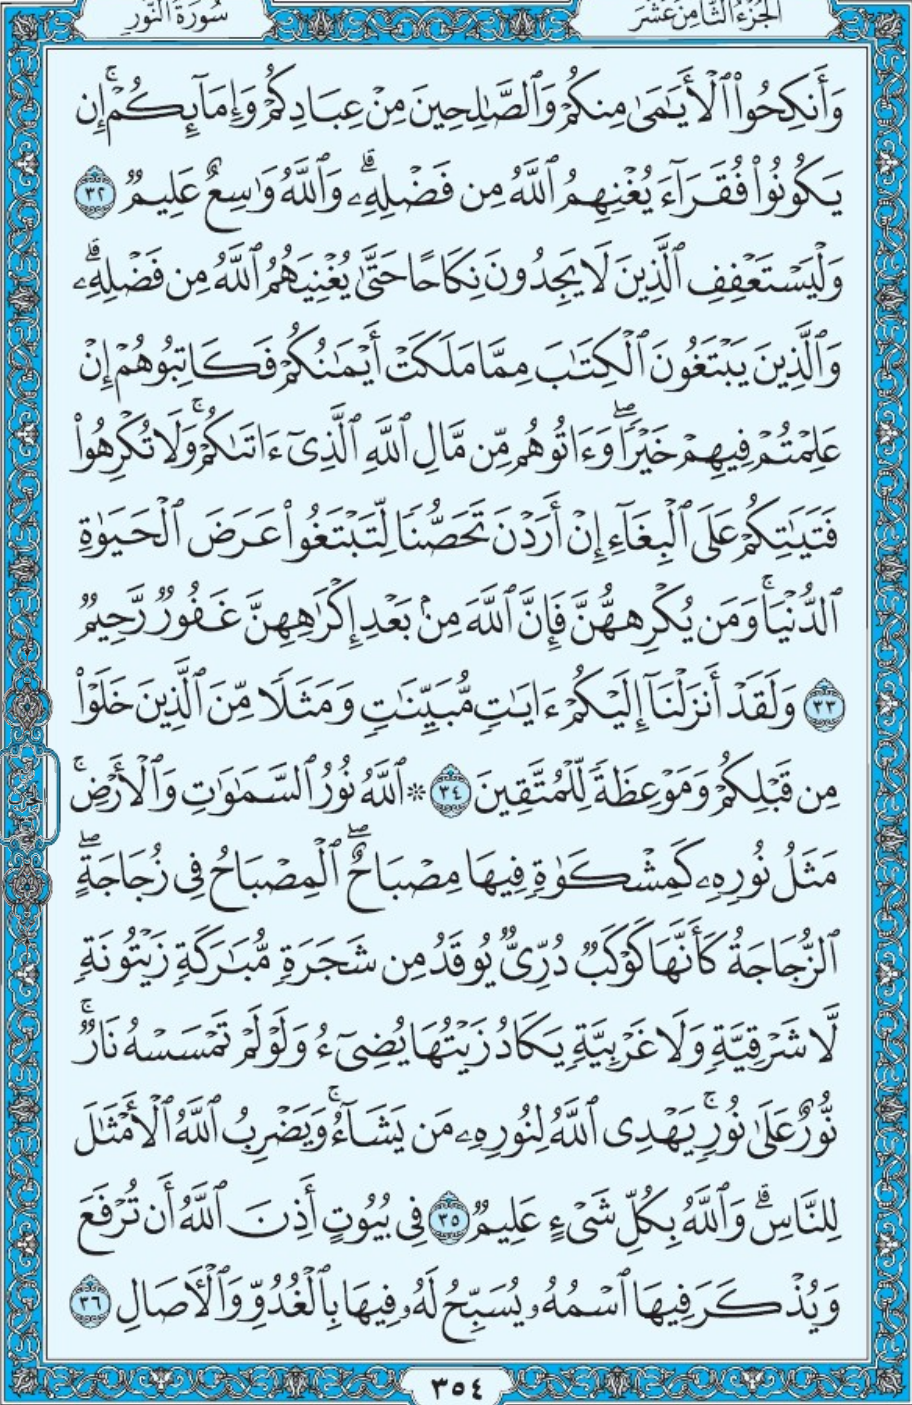 الجزء الثامن عشر
سورة النور
وَأَنكِحُوا۟ ٱلْأَيَـٰمَىٰ مِنكُمْ وَٱلصَّـٰلِحِينَ مِنْ عِبَادِكُمْ وَإِمَآئِكُمْ ۚ إِن
يَكُونُوا۟ فُقَرَآءَ يُغْنِهِمُ ٱللَّهُ مِن فَضْلِهِۦ ۗ وَٱللَّهُ وَٰسِعٌ عَلِيمٌ ٣٢
وَلْيَسْتَعْفِفِ ٱلَّذِينَ لَا يَجِدُونَ نِكَاحًا حَتَّىٰ يُغْنِيَهُمُ ٱللَّهُ مِن فَضْلِهِۦ ۗ
وَٱلَّذِينَ يَبْتَغُونَ ٱلْكِتَـٰبَ مِمَّا مَلَكَتْ أَيْمَـٰنُكُمْ فَكَاتِبُوهُمْ إِنْ
عَلِمْتُمْ فِيهِمْ خَيْرًا ۖ وَءَاتُوهُم مِّن مَّالِ ٱللَّهِ ٱلَّذِىٓ ءَاتَىٰكُمْ ۚ وَلَا تُكْرِهُوا۟
فَتَيَـٰتِكُمْ عَلَى ٱلْبِغَآءِ إِنْ أَرَدْنَ تَحَصُّنًا لِّتَبْتَغُوا۟ عَرَضَ ٱلْحَيَوٰةِ
ٱلدُّنْيَا ۚ وَمَن يُكْرِههُّنَّ فَإِنَّ ٱللَّهَ مِنۢ بَعْدِ إِكْرَٰهِهِنَّ غَفُورٌ رَّحِيمٌ
٣٣ وَلَقَدْ أَنزَلْنَآ إِلَيْكُمْ ءَايَـٰتٍ مُّبَيِّنَـٰتٍ وَمَثَلًا مِّنَ ٱلَّذِينَ خَلَوْا۟
مِن قَبْلِكُمْ وَمَوْعِظَةً لِّلْمُتَّقِينَ ٣٤ ۞ ٱللَّهُ نُورُ ٱلسَّمَـٰوَٰتِ وَٱلْأَرْضِ ۚ
مَثَلُ نُورِهِۦ كَمِشْكَوٰةٍ فِيهَا مِصْبَاحٌ ۖ ٱلْمِصْبَاحُ فِى زُجَاجَةٍ ۖ
ٱلزُّجَاجَةُ كَأَنَّهَا كَوْكَبٌ دُرِّىٌّ يُوقَدُ مِن شَجَرَةٍ مُّبَـٰرَكَةٍ زَيْتُونَةٍ
لَّا شَرْقِيَّةٍ وَلَا غَرْبِيَّةٍ يَكَادُ زَيْتُهَا يُضِىٓءُ وَلَوْ لَمْ تَمْسَسْهُ نَارٌ ۚ
نُّورٌ عَلَىٰ نُورٍ ۗ يَهْدِى ٱللَّهُ لِنُورِهِۦ مَن يَشَآءُ ۚ وَيَضْرِبُ ٱللَّهُ ٱلْأَمْثَـٰلَ
لِلنَّاسِ ۗ وَٱللَّهُ بِكُلِّ شَىْءٍ عَلِيمٌ ٣٥ فِى بُيُوتٍ أَذِنَ ٱللَّهُ أَن تُرْفَعَ
وَيُذْكَرَ فِيهَا ٱسْمُهُۥ يُسَبِّحُ لَهُۥ فِيهَا بِٱلْغُدُوِّ وَٱلْـَٔاصَالِ ٣٦
٣٥٤